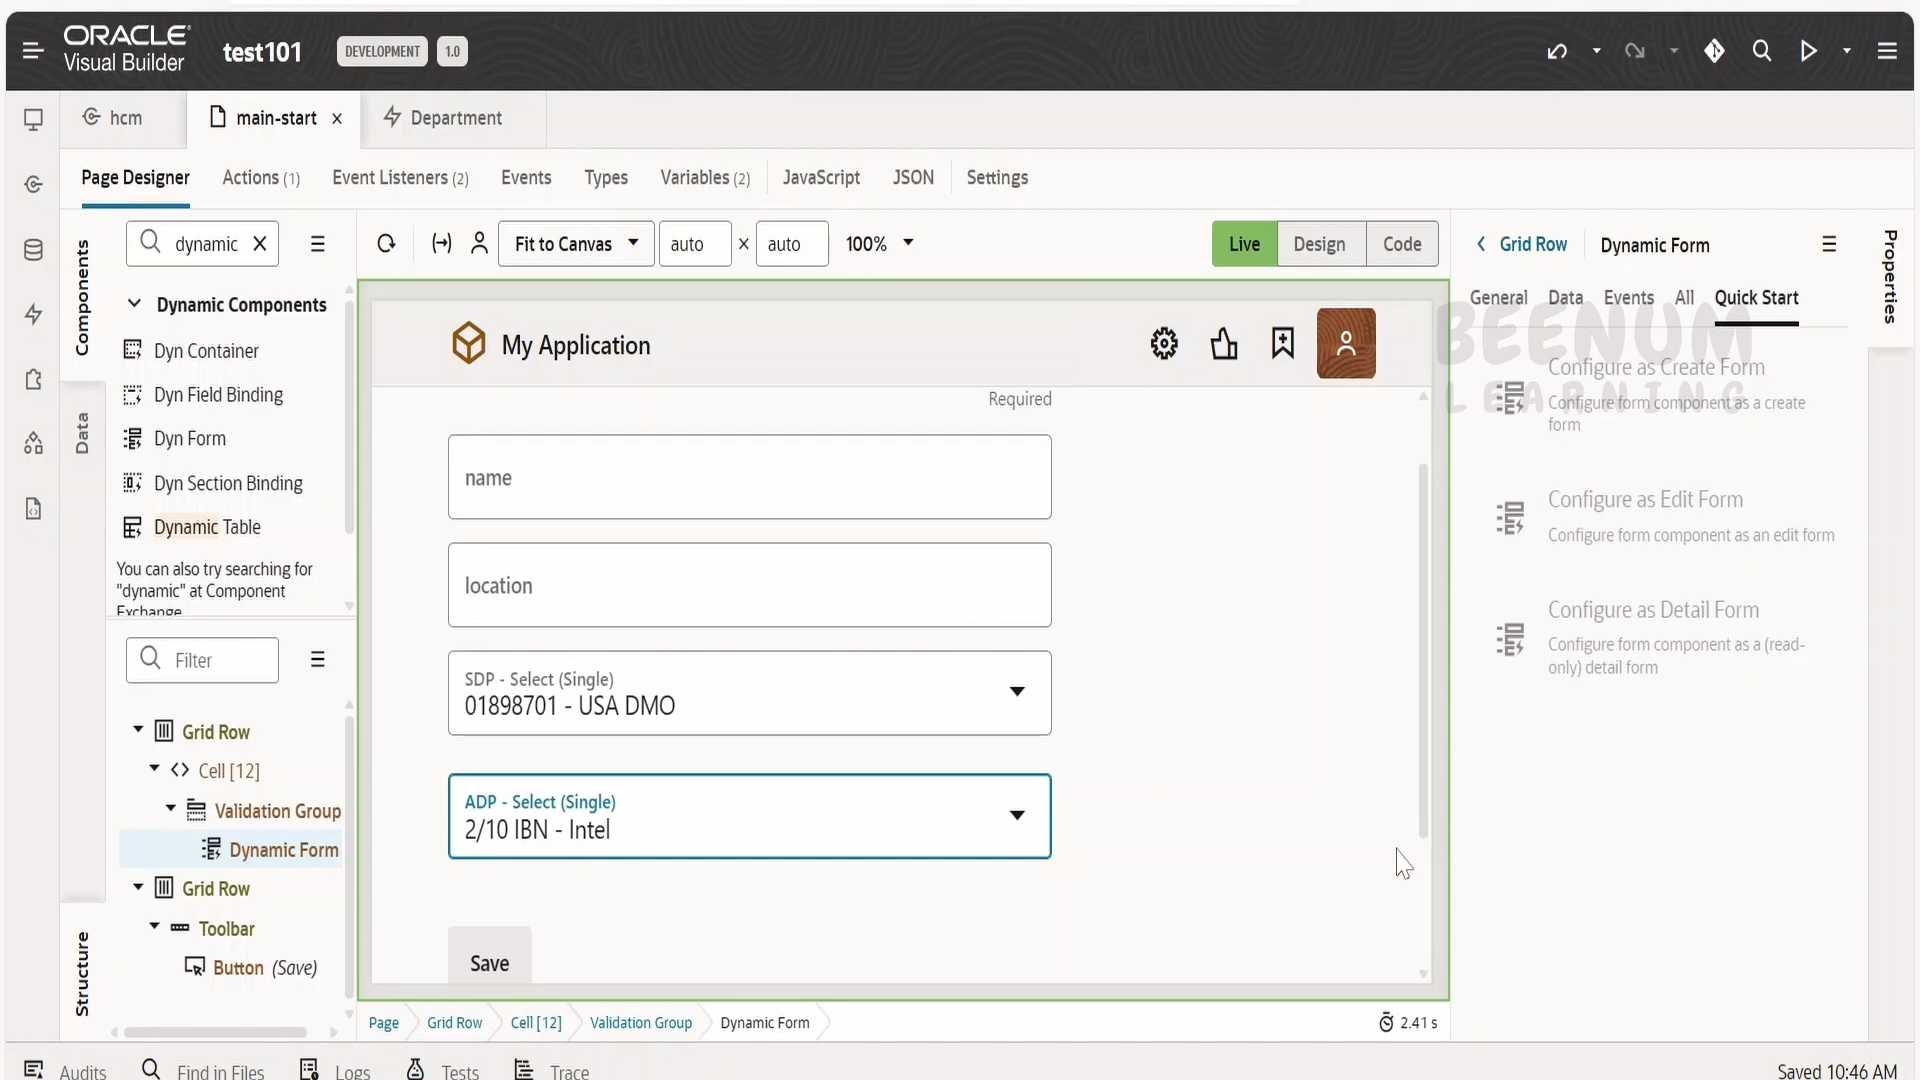 ORACLE
Visual Builder
test101
DEVELOPMENT
1.0
hcm
main-start
Department
Page Designer
Actions (1)
Event Listeners (2)
Events
Types
Variables (2)
JavaScript
JSON
Settings
Components
Data
dynamic
Dynamic Components
Dyn Container
Dyn Field Binding
Dyn Form
Dyn Section Binding
Dynamic Table
You can also try searching for
"dynamic" at Component
Exchange
Structure
Filter
Grid Row
Cell [12]
Validation Group
Dynamic Form
Grid Row
Toolbar
Button (Save)
Fit to Canvas
auto × auto
100%
Live
Design
Code
My Application
Required
name
location
SDP - Select (Single)
01898701 - USA DMO
ADP - Select (Single)
2/10 IBN - Intel
Save
Page
Grid Row
Cell [12]
Validation Group
Dynamic Form
2.41 s
Grid Row
Dynamic Form
Properties
General
Data
Events
All
Quick Start
BEENUM
LEARNING
Configure as Create Form
Configure form component as a create
form
Configure as Edit Form
Configure form component as an edit form
Configure as Detail Form
Configure form component as a (read-
only) detail form
Audits
Find in Files
Logs
Tests
Trace
Saved 10:46 AM